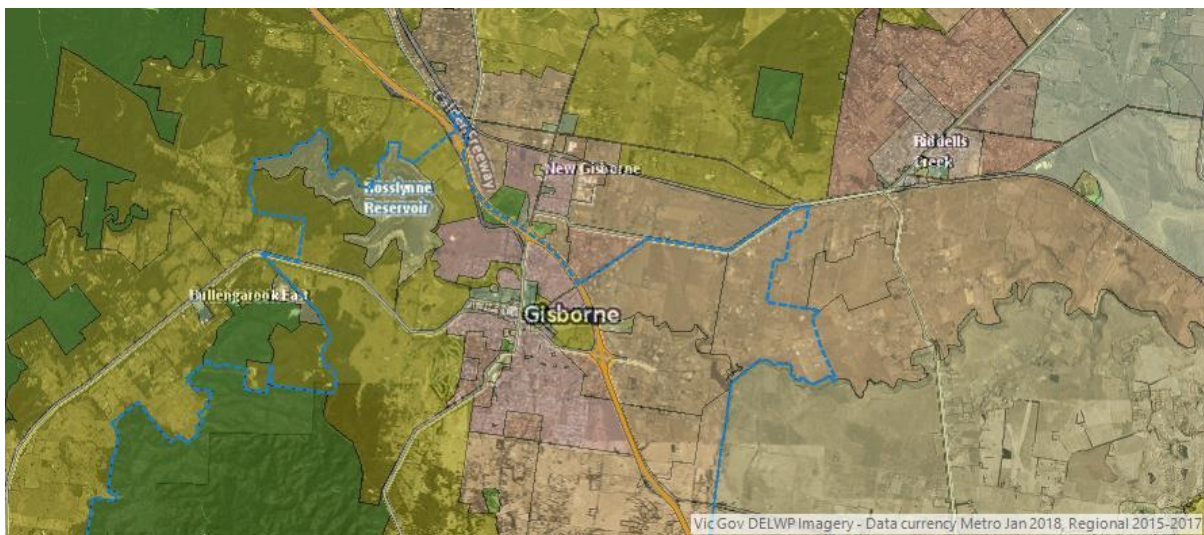 Calder Freeway
Riddells
Creek
New Gisborne
Rosslynne
Reservoir
Bullengarook East
Gisborne
Vic Gov DELWP Imagery - Data currency Metro Jan 2018, Regional 2015-2017